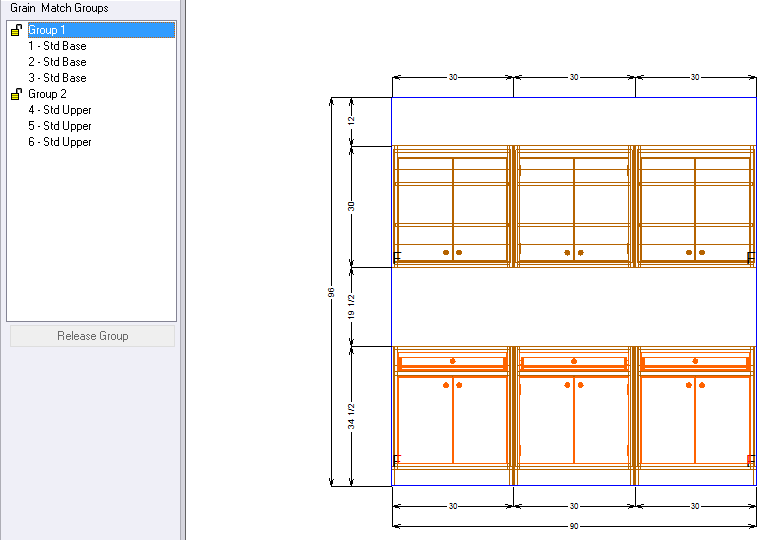 Grain Match Groups
Group 1
1 - Std Base
2 - Std Base
3 - Std Base
Group 2
4 - Std Upper
5 - Std Upper
6 - Std Upper
Release Group
30 30 30
12
30
96
19 1/2
34 1/2
F
F
F
F
30 30 30
90